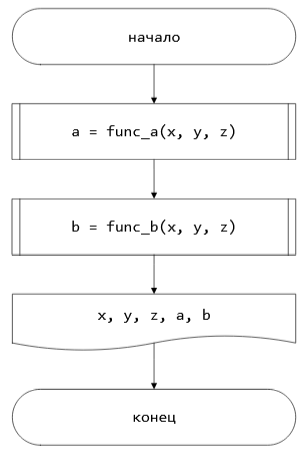 начало
a = func_a(x, y, z)
b = func_b(x, y, z)
x, y, z, a, b
конец